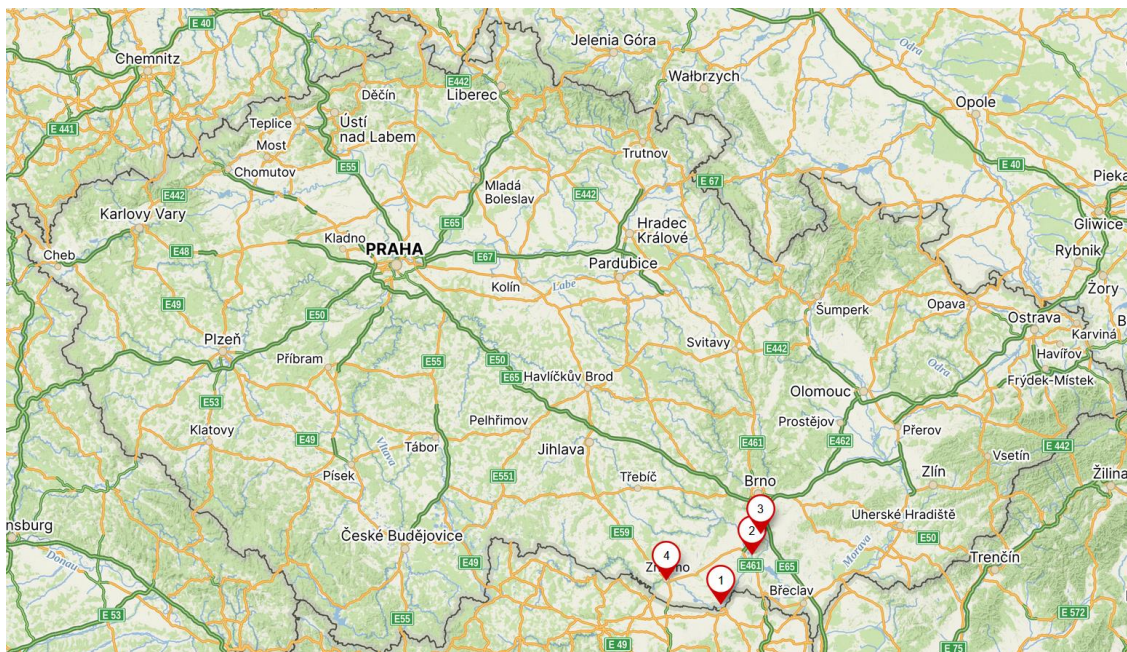 E 40
Chemnitz
Jelenia Góra
Odra
Wałbrzych
E442
Děčín
Liberec
Opole
Teplice
Ústí
nad Labem
E 441
Most
E55
Trutnov
E 40
Chomutov
Mladá
Boleslav
E442
E442
E 67
Karlovy Vary
E65
Hradec
Králové
Gliwice
Kladno
PRAHA
E67
Cheb
E48
Pardubice
Rybnik
Kolín
Labe
Żory
E49
E50
Šumperk
Opava
Ostrava
Plzeň
Svitavy
E442
Karviná
Příbram
E55
E50
E65
Havlíčkův Brod
Havířov
Odra
Frýdek-Místek
E53
Olomouc
Klatovy
Pelhřimov
Prostějov
Přerov
E49
Vltava
Tábor
Jihlava
E461
E462
E 442
Vsetín
Písek
E551
Třebíč
Brno
Zlín
Žilina
3
Uherské Hradiště
nsburg
České Budějovice
E59
2
E50
Donau
4
Morava
Trenčín
E49
E461
E65
1
Břeclav
E 53
E55
E 572
E 49
E 75